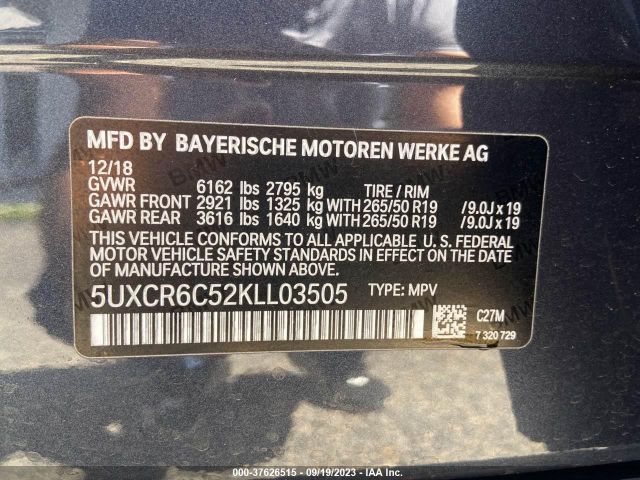 MFD BY BAYERISCHE MOTOREN WERKE AG
12/18
GVWR 6162 lbs 2795 kg TIRE / RIM
GAWR FRONT 2921 lbs 1325 kg WITH 265/50 R19 /9.0J x 19
GAWR REAR 3616 lbs 1640 kg WITH 265/50 R19 /9.0J x 19
THIS VEHICLE CONFORMS TO ALL APPLICABLE U. S. FEDERAL
MOTOR VEHICLE SAFETY STANDARDS IN EFFECT ON THE
DATE OF MANUFACTURE SHOWN ABOVE.
5UXCR6C52KLL03505 TYPE: MPV
C27M
7 320 729
000-37626515 - 09/19/2023 - IAA Inc.